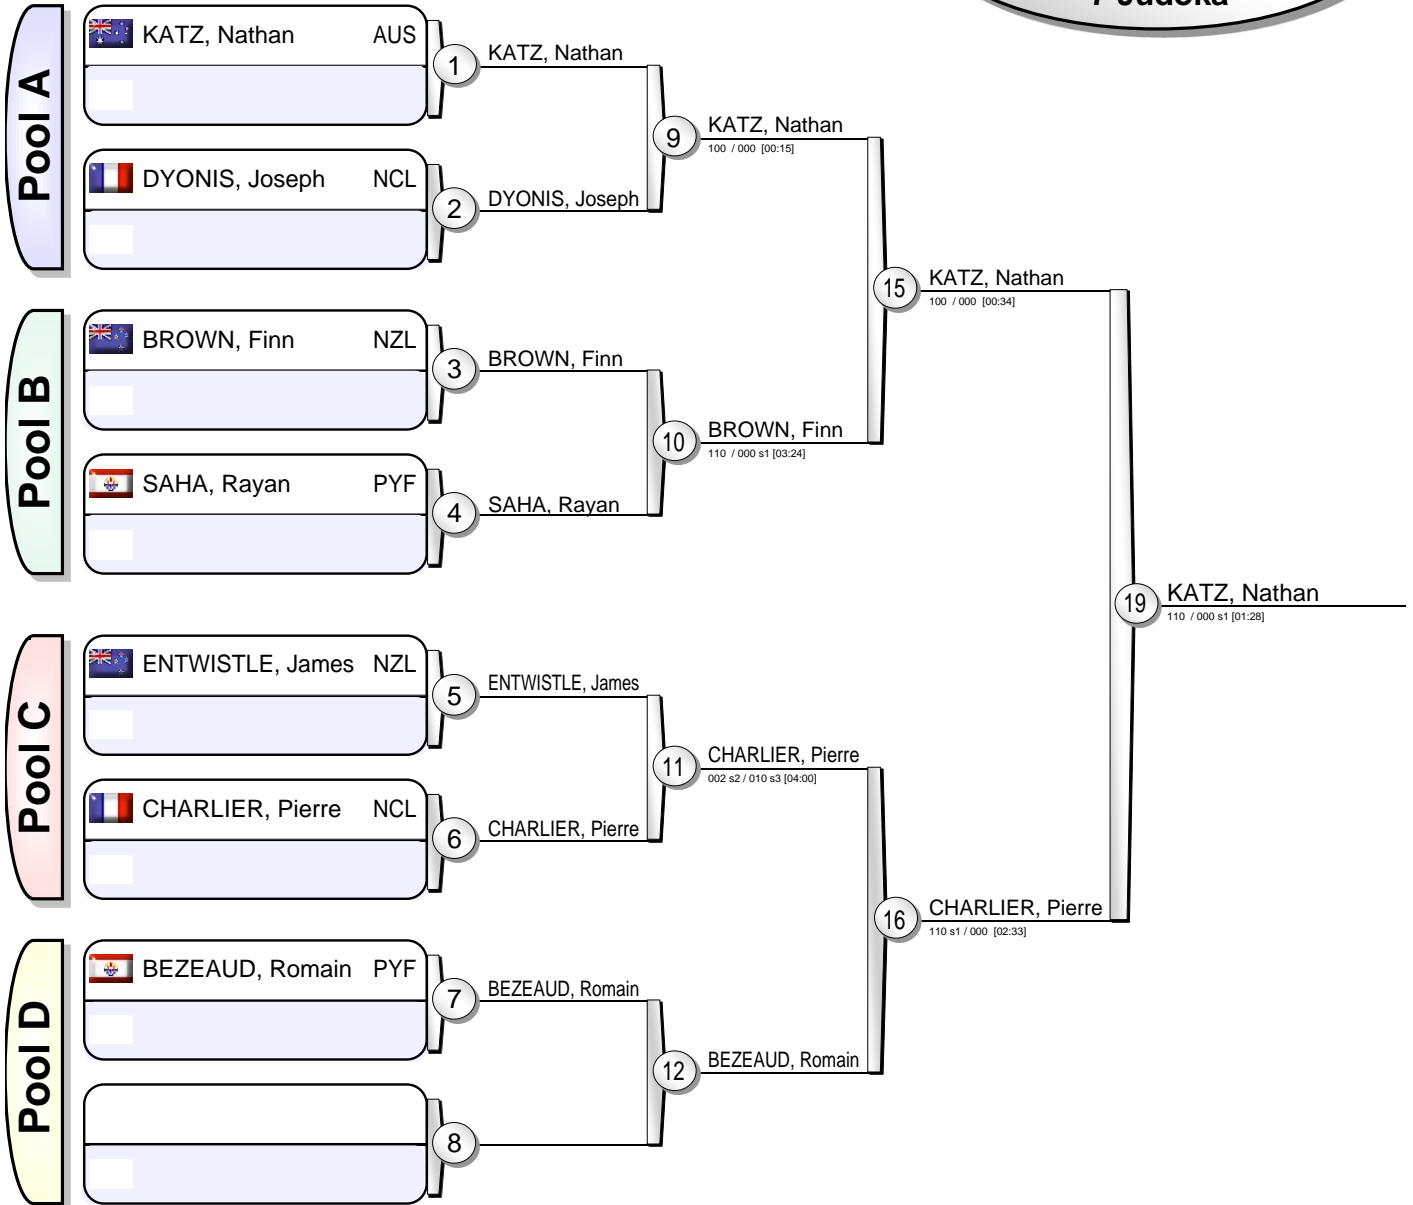 7 Judoka
Pool A
KATZ, Nathan AUS
1
KATZ, Nathan
DYONIS, Joseph NCL
2
DYONIS, Joseph
9
KATZ, Nathan
100 / 000 [00:15]
Pool B
BROWN, Finn NZL
3
BROWN, Finn
SAHA, Rayan PYF
4
SAHA, Rayan
10
BROWN, Finn
110 / 000 s1 [03:24]
15
KATZ, Nathan
100 / 000 [00:34]
Pool C
ENTWISTLE, James NZL
5
ENTWISTLE, James
CHARLIER, Pierre NCL
6
CHARLIER, Pierre
11
CHARLIER, Pierre
002 s2 / 010 s3 [04:00]
Pool D
BEZEAUD, Romain PYF
7
BEZEAUD, Romain
8
12
BEZEAUD, Romain
16
CHARLIER, Pierre
110 s1 / 000 [02:33]
19
KATZ, Nathan
110 / 000 s1 [01:28]